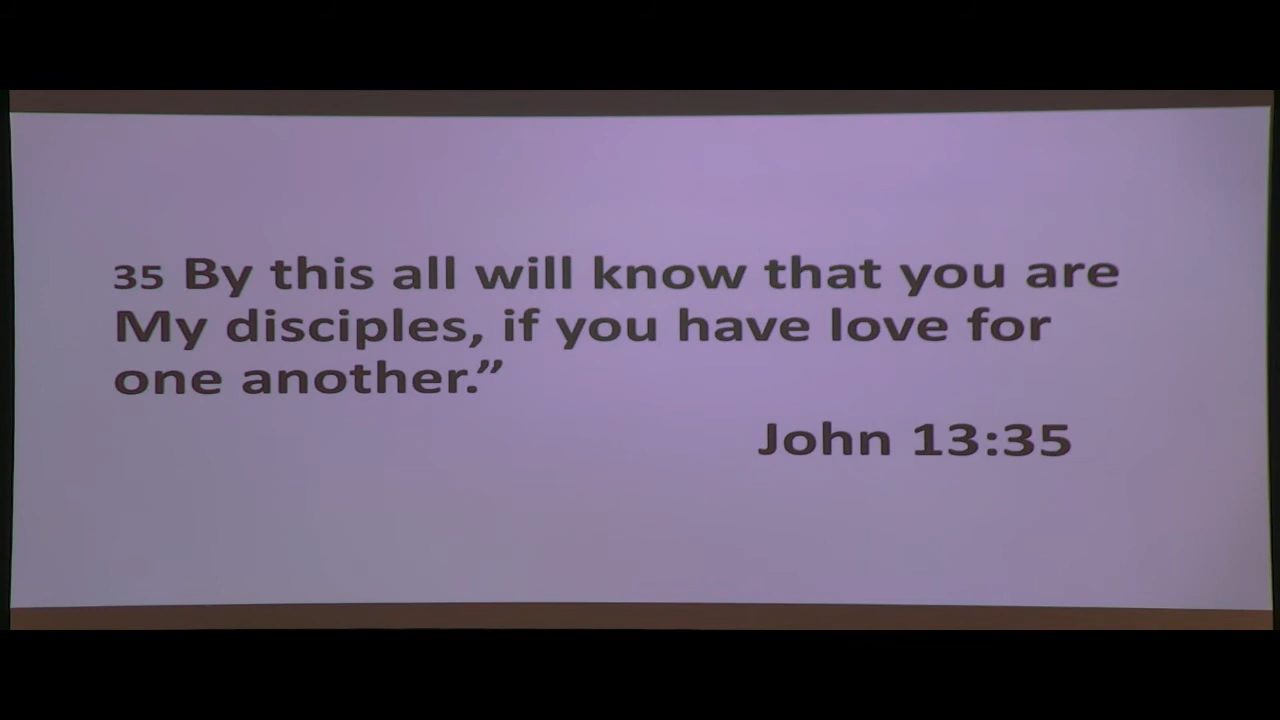 35 By this all will know that you are
My disciples, if you have love for
one another.”
John 13:35